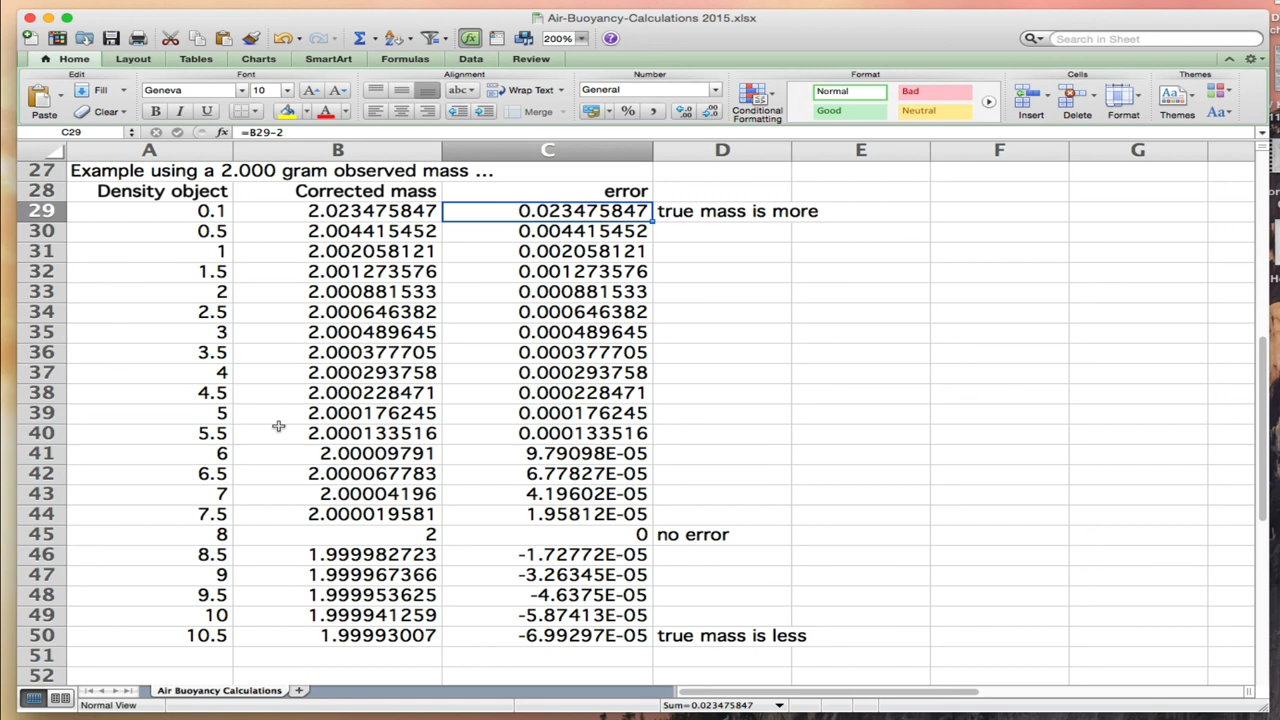 Air-Buoyancy-Calculations 2015.xlsx
200% Search in Sheet
Home Layout Tables Charts SmartArt Formulas Data Review
Edit Font Alignment Number Format Cells Themes
Paste Fill Clear Geneva 10 A A abc Wrap Text General Conditional Formatting Normal Bad Insert Delete Format Themes Aa
B I U A Merge % Good Neutral
C29 fx =B29-2
A B C D E F G
27 Example using a 2.000 gram observed mass ...
28 Density object Corrected mass error
29 0.1 2.023475847 0.023475847 true mass is more
30 0.5 2.004415452 0.004415452
31 1 2.002058121 0.002058121
32 1.5 2.001273576 0.001273576
33 2 2.000881533 0.000881533
34 2.5 2.000646382 0.000646382
35 3 2.000489645 0.000489645
36 3.5 2.000377705 0.000377705
37 4 2.000293758 0.000293758
38 4.5 2.000228471 0.000228471
39 5 2.000176245 0.000176245
40 5.5 2.000133516 0.000133516
41 6 2.00009791 9.79098E-05
42 6.5 2.000067783 6.77827E-05
43 7 2.00004196 4.19602E-05
44 7.5 2.000019581 1.95812E-05
45 8 2 0 no error
46 8.5 1.999982723 -1.72772E-05
47 9 1.999967366 -3.26345E-05
48 9.5 1.999953625 -4.6375E-05
49 10 1.999941259 -5.87413E-05
50 10.5 1.99993007 -6.99297E-05 true mass is less
51
52
Air Buoyancy Calculations
Normal View Sum=0.023475847